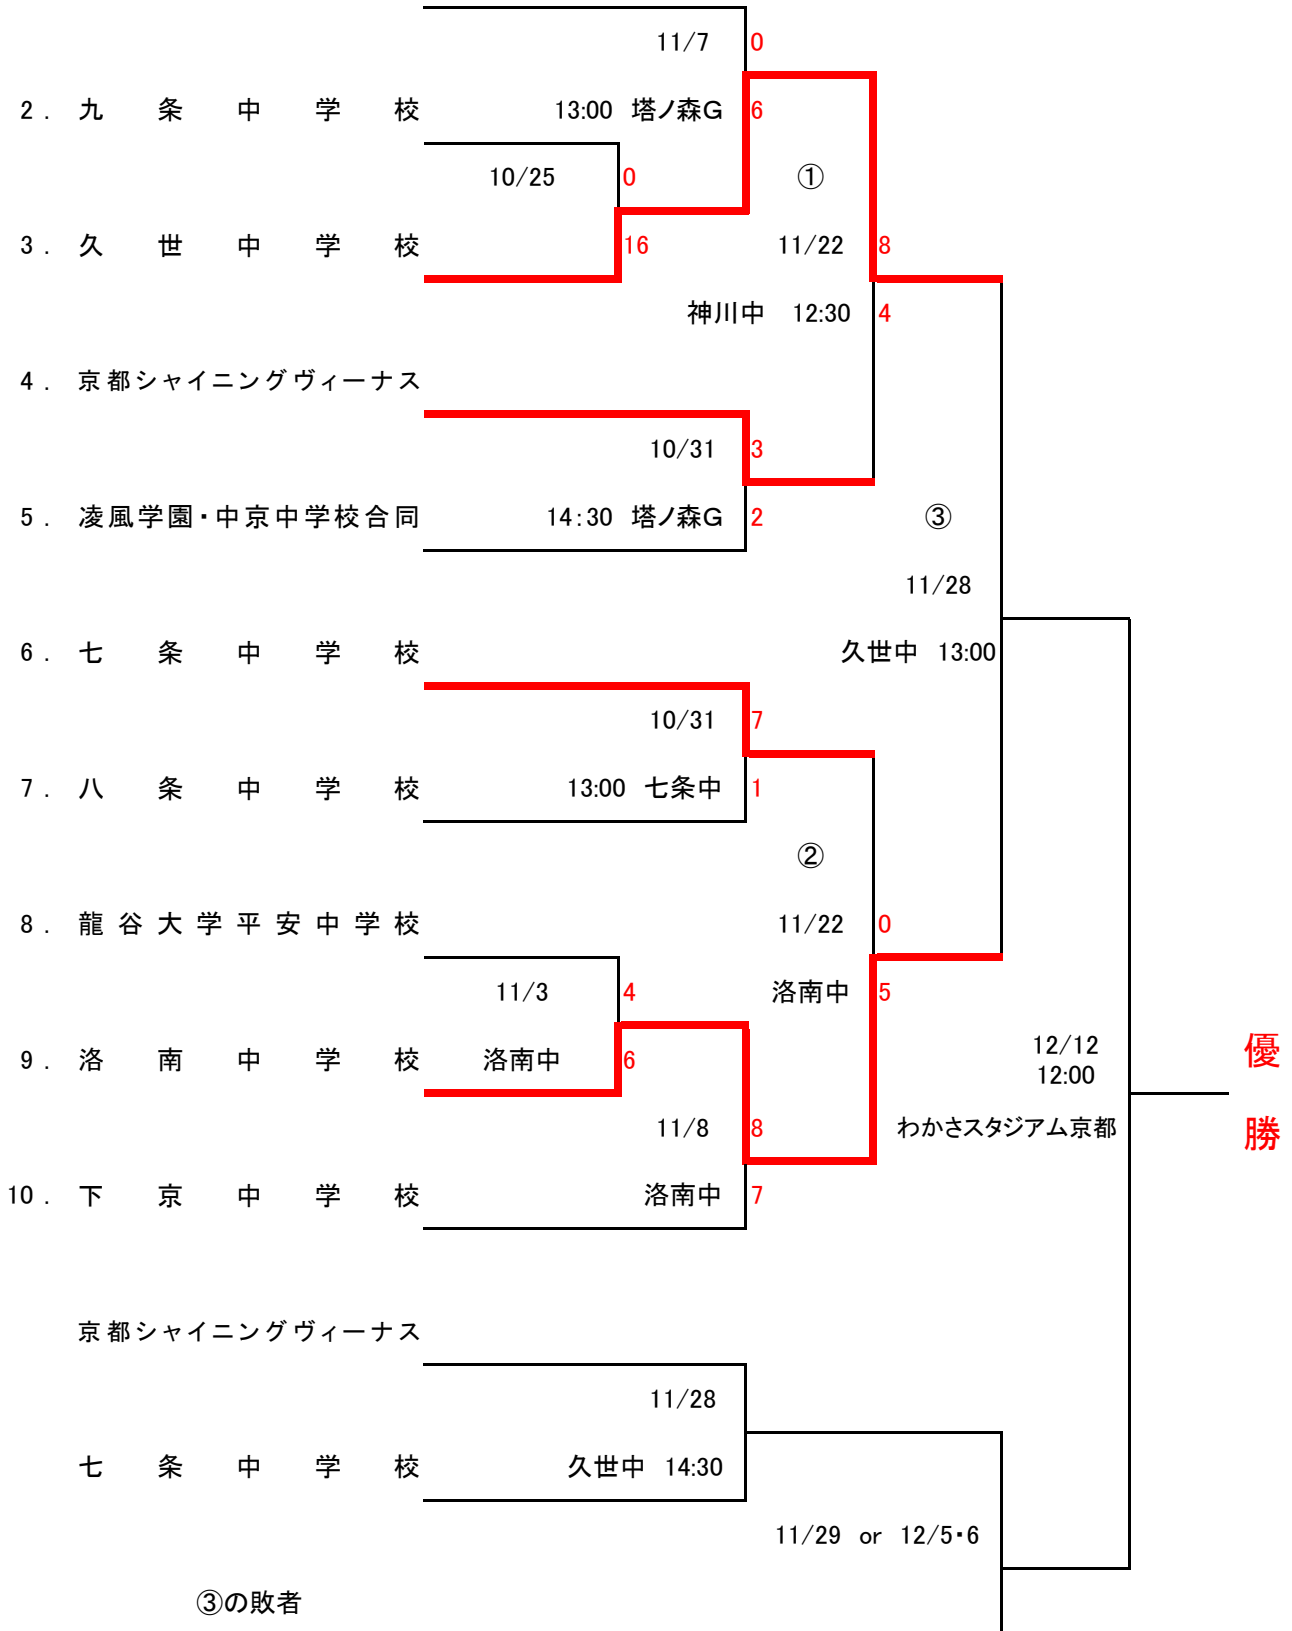 11/7 0
2. 九条中学校 13:00 塔ノ森G 6
10/25 0 ①
3. 久世中学校 16 11/22 8
神川中 12:30 4
4. 京都シャイニングヴィーナス
10/31 3
5. 凌風学園・中京中学校合同 14:30 塔ノ森G 2 ③
11/28
6. 七条中学校 久世中 13:00
10/31 7
7. 八条中学校 13:00 七条中 1
②
8. 龍谷大学平安中学校 11/22 0
11/3 4 洛南中 5
9. 洛南中学校 洛南中 6 12/12 優
12:00
11/8 8 わかさスタジアム京都 勝
10. 下京中学校 洛南中 7
京都シャイニングヴィーナス
11/28
七条中学校 久世中 14:30
11/29 or 12/5・6
③の敗者